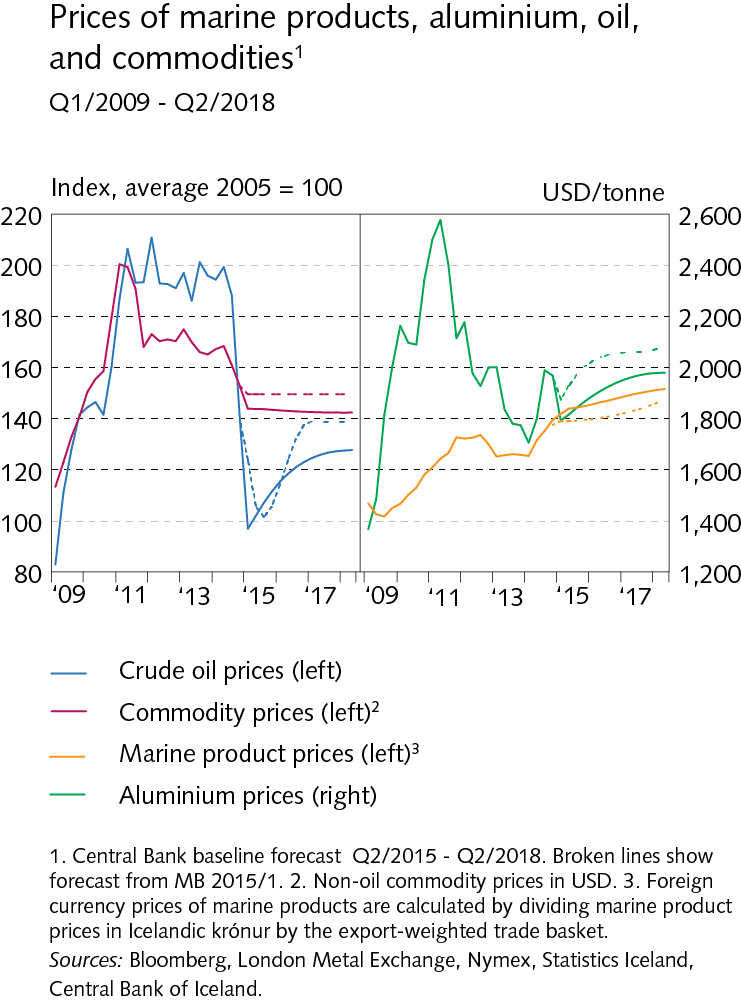 Prices of marine products, aluminium, oil,
and commodities¹
Q1/2009 - Q2/2018
Index, average 2005 = 100
USD/tonne
220
200
180
160
140
120
100
80
2,600
2,400
2,200
2,000
1,800
1,600
1,400
1,200
‘09 ‘11 ‘13 ‘15 ‘17 ‘09 ‘11 ‘13 ‘15 ‘17
Crude oil prices (left)
Commodity prices (left)²
Marine product prices (left)³
Aluminium prices (right)
1. Central Bank baseline forecast Q2/2015 - Q2/2018. Broken lines show
forecast from MB 2015/1. 2. Non-oil commodity prices in USD. 3. Foreign
currency prices of marine products are calculated by dividing marine product
prices in Icelandic krónur by the export-weighted trade basket.
Sources: Bloomberg, London Metal Exchange, Nymex, Statistics Iceland,
Central Bank of Iceland.